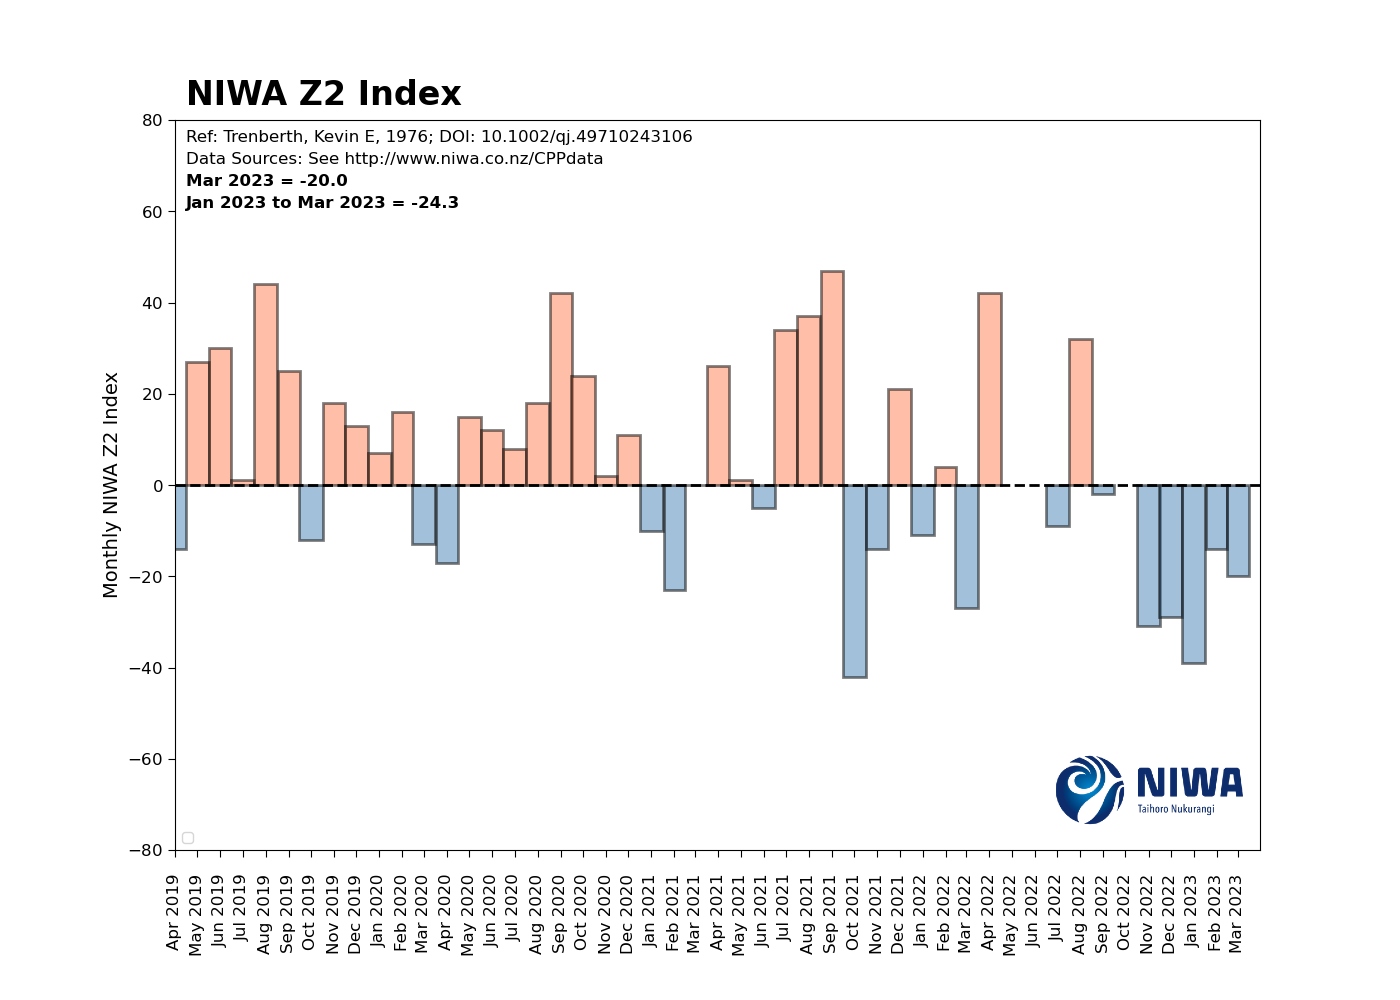 NIWA Z2 Index
Ref: Trenberth, Kevin E, 1976; DOI: 10.1002/qj.49710243106
Data Sources: See http://www.niwa.co.nz/CPPdata
Mar 2023 = -20.0
Jan 2023 to Mar 2023 = -24.3
Monthly NIWA Z2 Index
80
60
40
20
0
−20
−40
−60
−80
NIWA
Taihoro Nukurangi
Apr 2019
May 2019
Jun 2019
Jul 2019
Aug 2019
Sep 2019
Oct 2019
Nov 2019
Dec 2019
Jan 2020
Feb 2020
Mar 2020
Apr 2020
May 2020
Jun 2020
Jul 2020
Aug 2020
Sep 2020
Oct 2020
Nov 2020
Dec 2020
Jan 2021
Feb 2021
Mar 2021
Apr 2021
May 2021
Jun 2021
Jul 2021
Aug 2021
Sep 2021
Oct 2021
Nov 2021
Dec 2021
Jan 2022
Feb 2022
Mar 2022
Apr 2022
May 2022
Jun 2022
Jul 2022
Aug 2022
Sep 2022
Oct 2022
Nov 2022
Dec 2022
Jan 2023
Feb 2023
Mar 2023